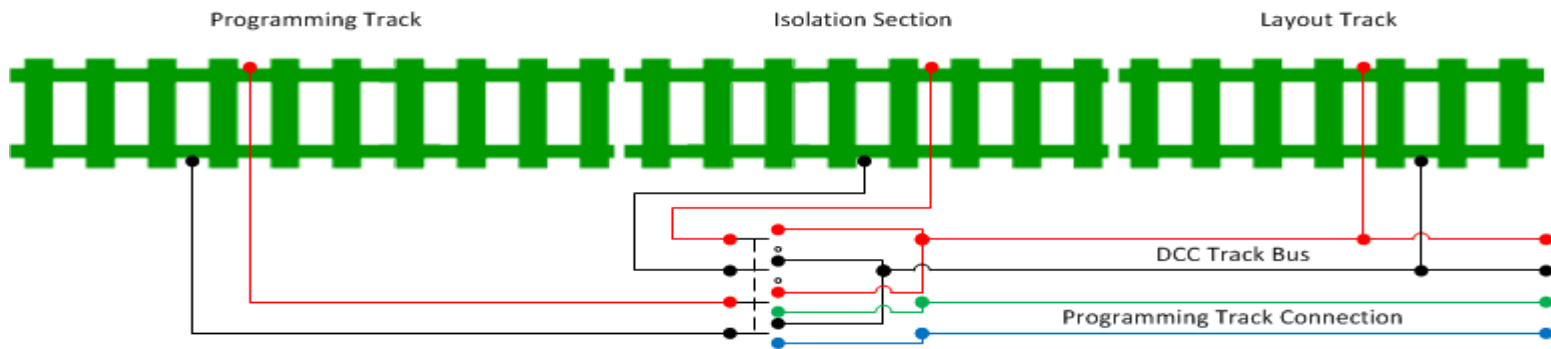 Programming Track
Isolation Section
Layout Track
DCC Track Bus
Programming Track Connection